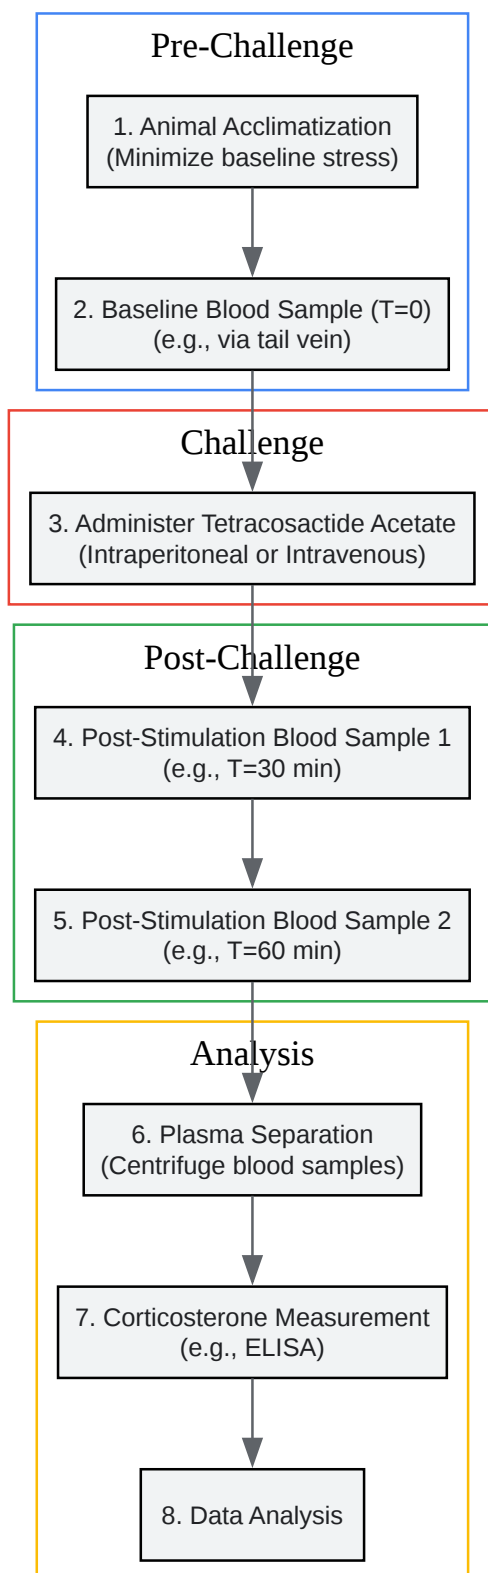 Pre-Challenge
1. Animal Acclimatization
(Minimize baseline stress)
2. Baseline Blood Sample (T=0)
(e.g., via tail vein)
Challenge
3. Administer Tetracosactide Acetate
(Intraperitoneal or Intravenous)
Post-Challenge
4. Post-Stimulation Blood Sample 1
(e.g., T=30 min)
5. Post-Stimulation Blood Sample 2
(e.g., T=60 min)
Analysis
6. Plasma Separation
(Centrifuge blood samples)
7. Corticosterone Measurement
(e.g., ELISA)
8. Data Analysis